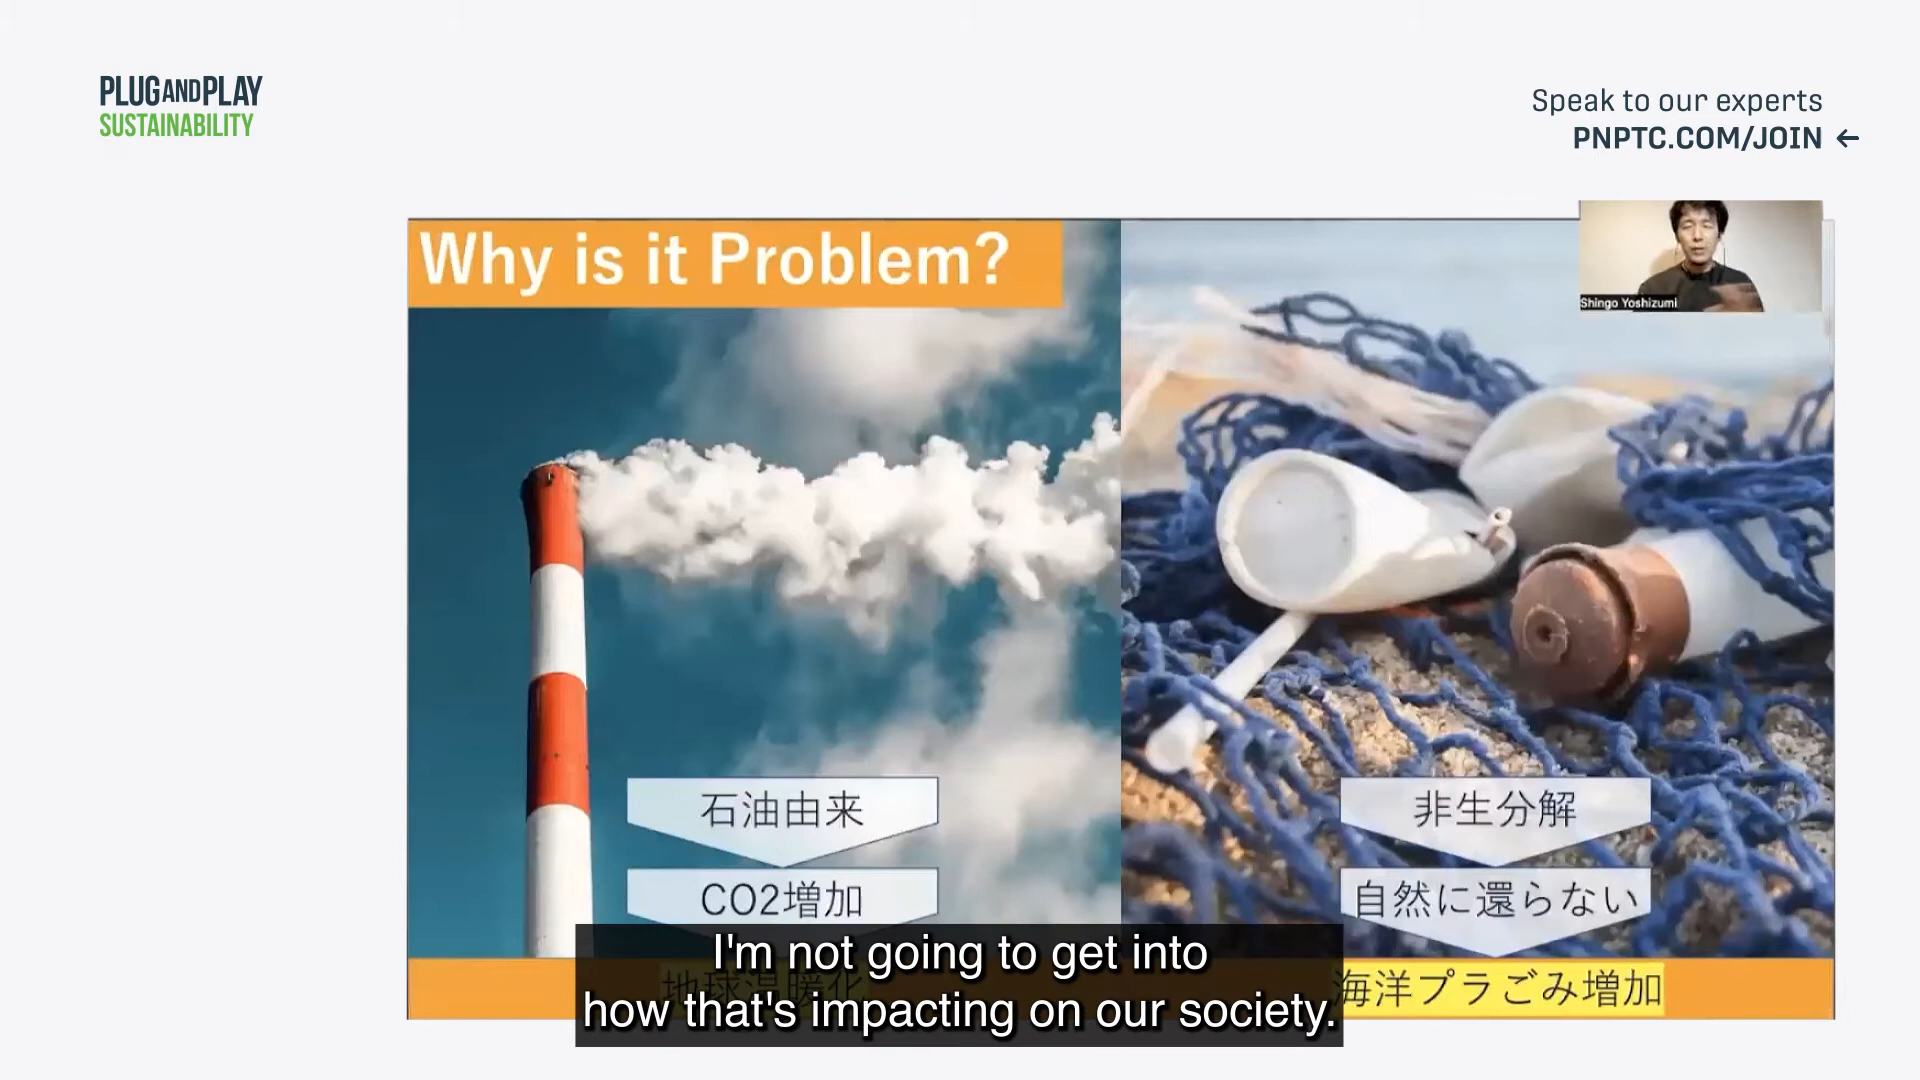 PLUGANDPLAY
SUSTAINABILITY
Speak to our experts
PNPTC.COM/JOIN ←
Why is it Problem?
Shingo Yoshizumi
石油由来
CO2増加
地球温暖化
非生分解
自然に還らない
海洋プラごみ増加
I'm not going to get into
how that's impacting on our society.